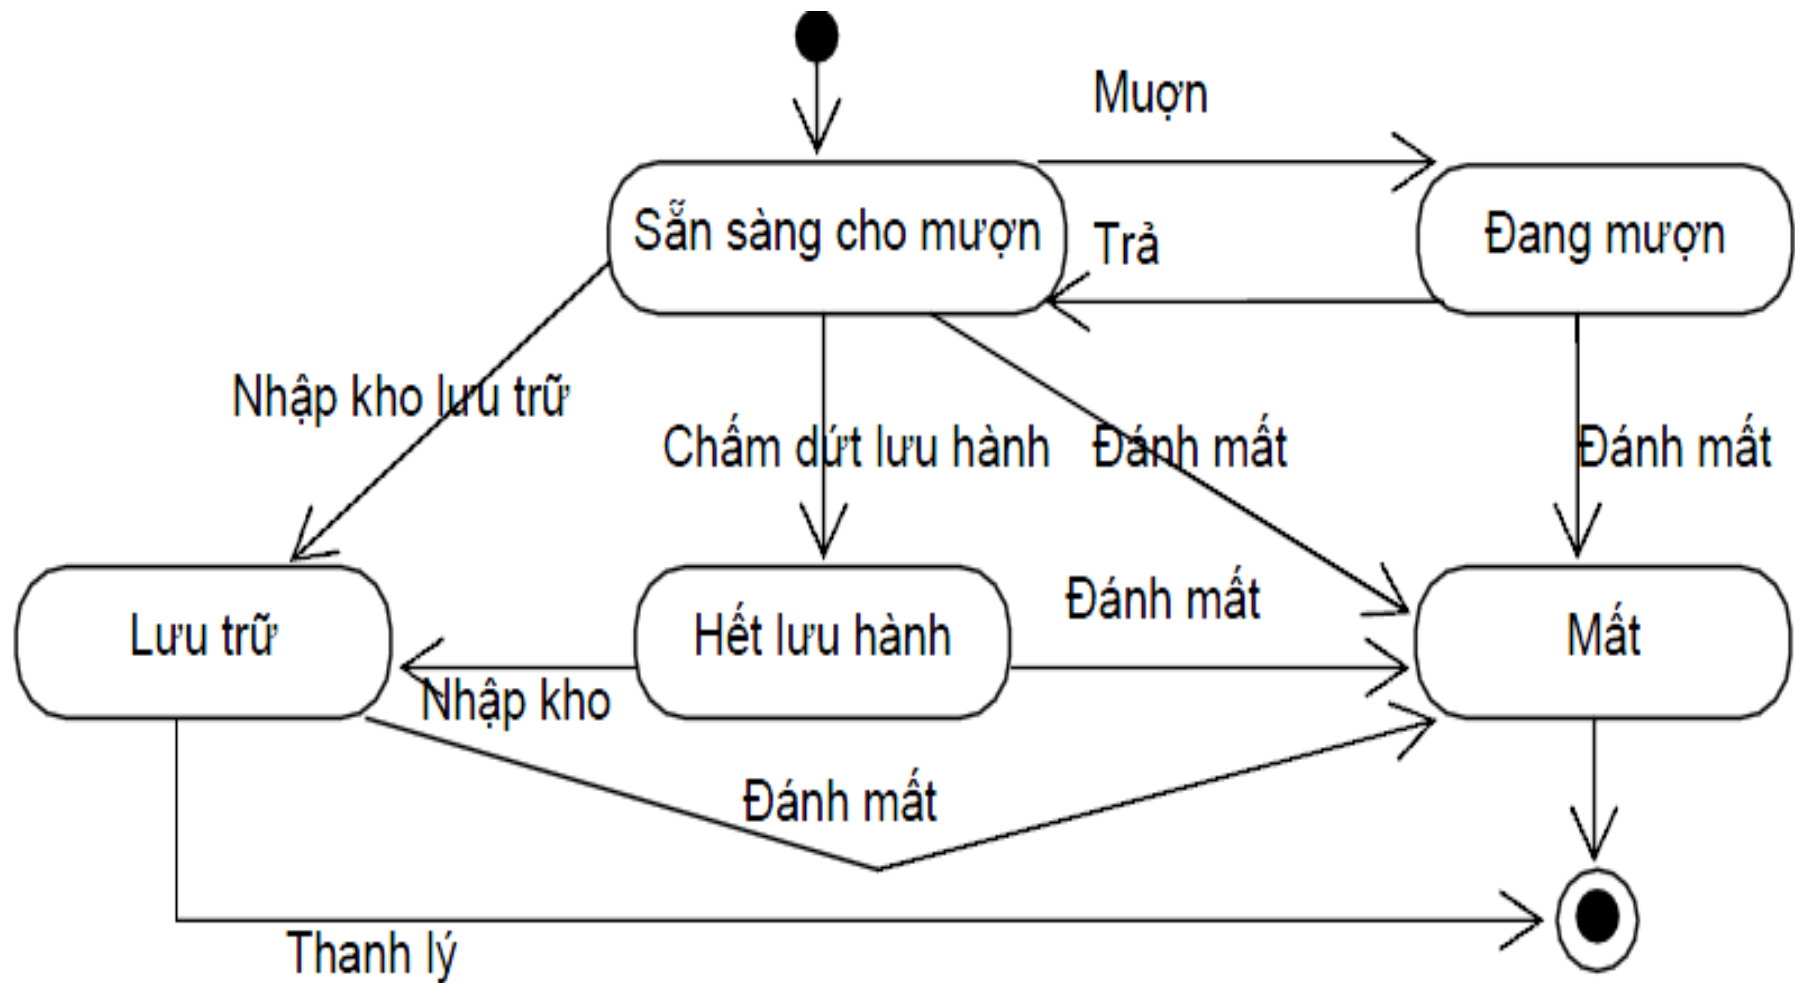 Muợn
Sẵn sàng cho mượn
Trả
Đang mượn
Nhập kho lưu trữ
Chấm dứt lưu hành
Đánh mất
Đánh mất
Đánh mất
Lưu trữ
Hết lưu hành
Mất
Nhập kho
Đánh mất
Thanh lý